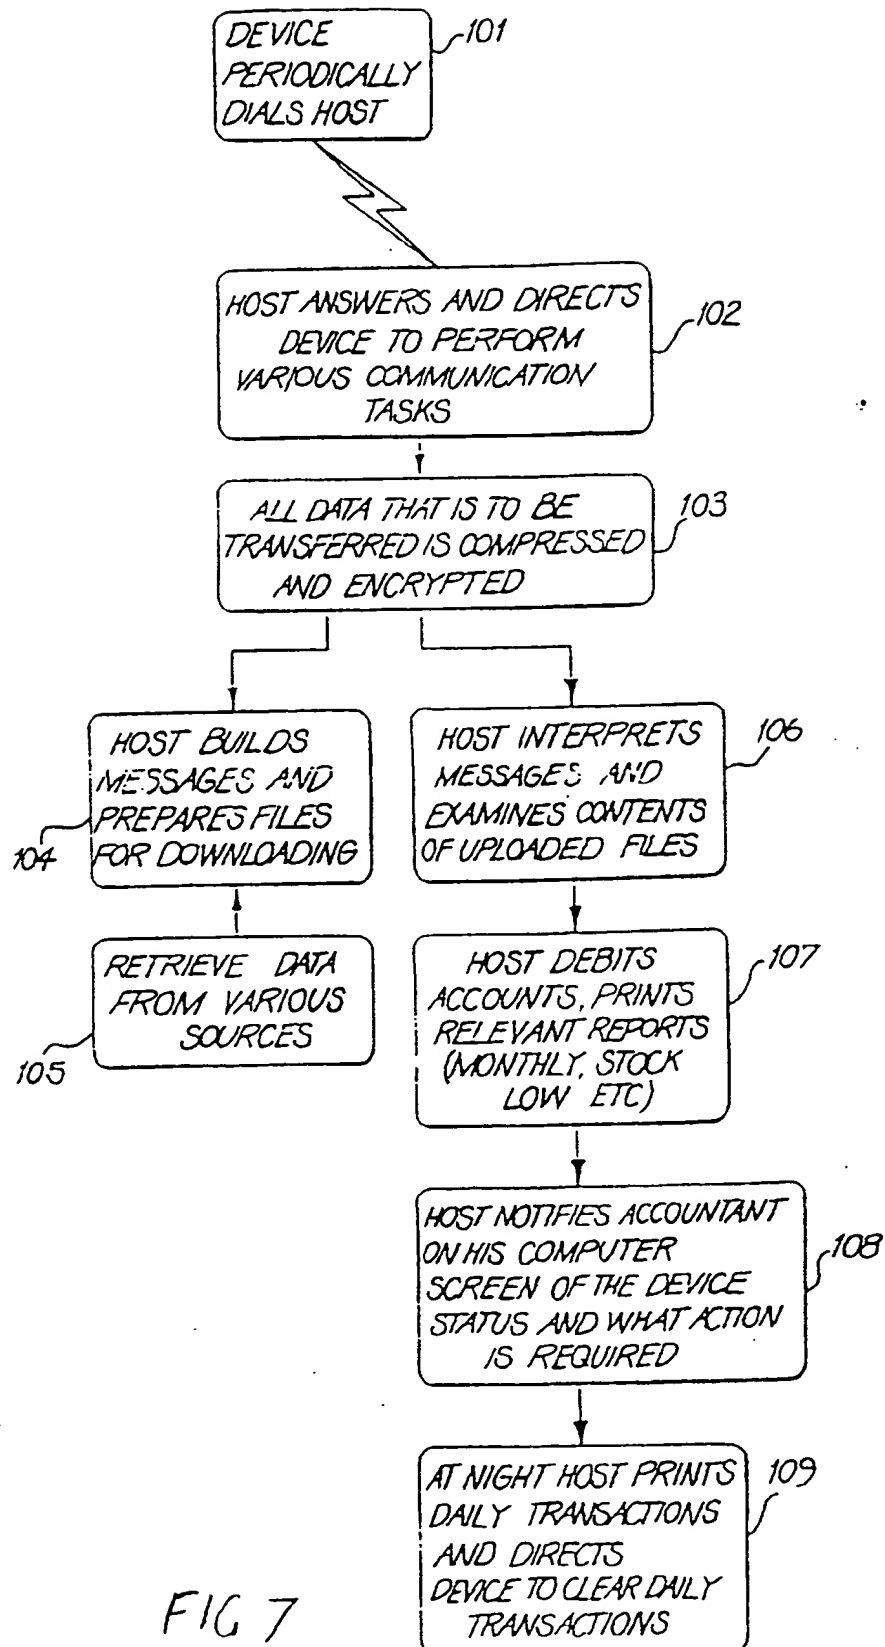 DEVICE
PERIODICALLY
DIALS HOST
101
HOST ANSWERS AND DIRECTS
DEVICE TO PERFORM
VARIOUS COMMUNICATION
TASKS
102
ALL DATA THAT IS TO BE
TRANSFERRED IS COMPRESSED
AND ENCRYPTED
103
HOST BUILDS
MESSAGES AND
PREPARES FILES
FOR DOWNLOADING
104
RETRIEVE DATA
FROM VARIOUS
SOURCES
105
HOST INTERPRETS
MESSAGES AND
EXAMINES CONTENTS
OF UPLOADED FILES
106
HOST DEBITS
ACCOUNTS, PRINTS
RELEVANT REPORTS
(MONTHLY, STOCK
LOW ETC)
107
HOST NOTIFIES ACCOUNTANT
ON HIS COMPUTER
SCREEN OF THE DEVICE
STATUS AND WHAT ACTION
IS REQUIRED
108
AT NIGHT HOST PRINTS
DAILY TRANSACTIONS
AND DIRECTS
DEVICE TO CLEAR DAILY
TRANSACTIONS
109
FIG 7